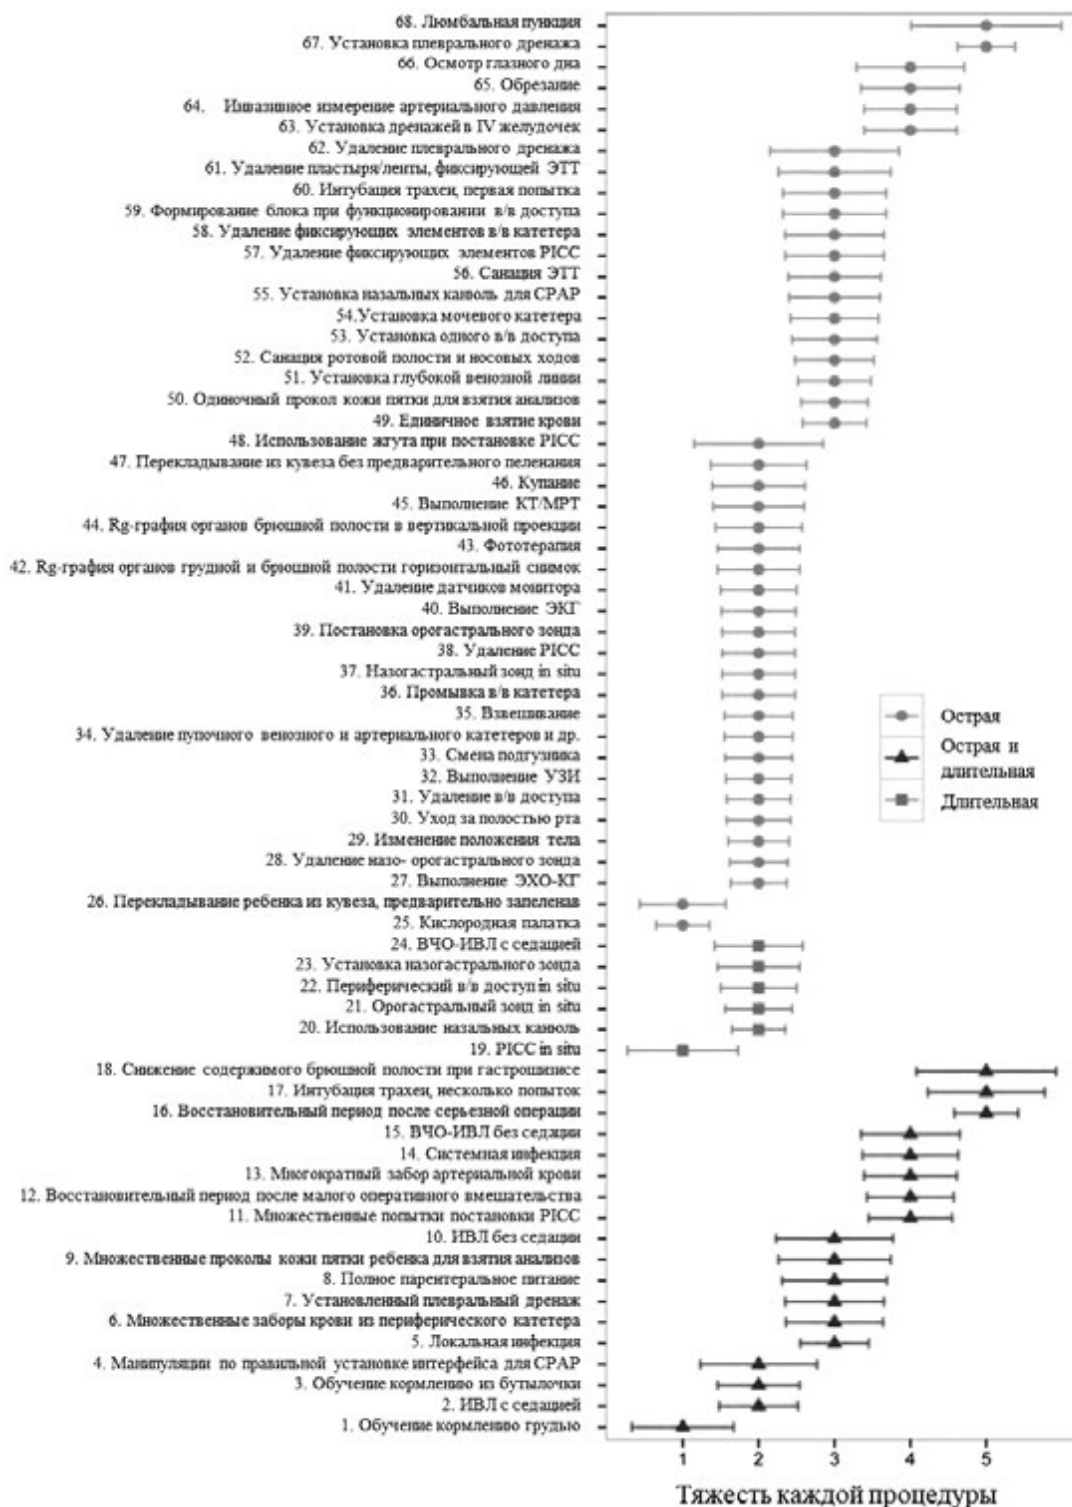 68. Люмбальная пункция
67. Установка плеврального дренажа
66. Осмотр глазного дна
65. Обрезание
64. Инвазивное измерение артериального давления
63. Установка дренажей в IV желудочек
62. Удаление плеврального дренажа
61. Удаление пластыря/ленты, фиксирующей ЭТТ
60. Интубация трахеи, первая попытка
59. Формирование блока при функционировании в/в доступа
58. Удаление фиксирующих элементов в/в катетера
57. Удаление фиксирующих элементов PICC
56. Санация ЭТТ
55. Установка назальных канюль для CPAP
54.Установка мочевого катетера
53. Установка одного в/в доступа
52. Санация ротовой полости и носовых ходов
51. Установка глубокой венозной линии
50. Одиночный прокол кожи пятки для взятия анализов
49. Единичное взятие крови
48. Использование жгута при постановке PICC
47. Перекладывание из кувеза без предварительного пеленания
46. Купание
45. Выполнение КТ/МРТ
44. Rg-графия органов брюшной полости в вертикальной проекции
43. Фототерапия
42. Rg-графия органов грудной и брюшной полости горизонтальный снимок
41. Удаление датчиков монитора
40. Выполнение ЭКГ
39. Постановка орогастрального зонда
38. Удаление PICC
37. Назогастральный зонд in situ
36. Промывка в/в катетера
35. Взвешивание
34. Удаление пупочного венозного и артериального катетеров и др.
33. Смена подгузника
32. Выполнение УЗИ
31. Удаление в/в доступа
30. Уход за полостью рта
29. Изменение положения тела
28. Удаление назо- орогастрального зонда
27. Выполнение ЭХО-КГ
26. Перекладывание ребенка из кувеза, предварительно запеленав
25. Кислородная палатка
24. ВЧО-ИВЛ с седацией
23. Установка назогастрального зонда
22. Периферический в/в доступ in situ
21. Орогастральный зонд in situ
20. Использование назальных канюль
19. PICC in situ
18. Снижение содержимого брюшной полости при гастрошизисе
17. Интубация трахеи, несколько попыток
16. Восстановительный период после серьезной операции
15. ВЧО-ИВЛ без седации
14. Системная инфекция
13. Многократный забор артериальной крови
12. Восстановительный период после малого оперативного вмешательства
11. Множественные попытки постановки PICC
10. ИВЛ без седации
9. Множественные проколы кожи пятки ребенка для взятия анализов
8. Полное парентеральное питание
7. Установленный плевральный дренаж
6. Множественные заборы крови из периферического катетера
5. Локальная инфекция
4. Манипуляции по правильной установке интерфейса для CPAP
3. Обучение кормлению из бутылочки
2. ИВЛ с седацией
1. Обучение кормлению грудью
Острая
Острая и
длительная
Длительная
1 2 3 4 5
Тяжесть каждой процедуры